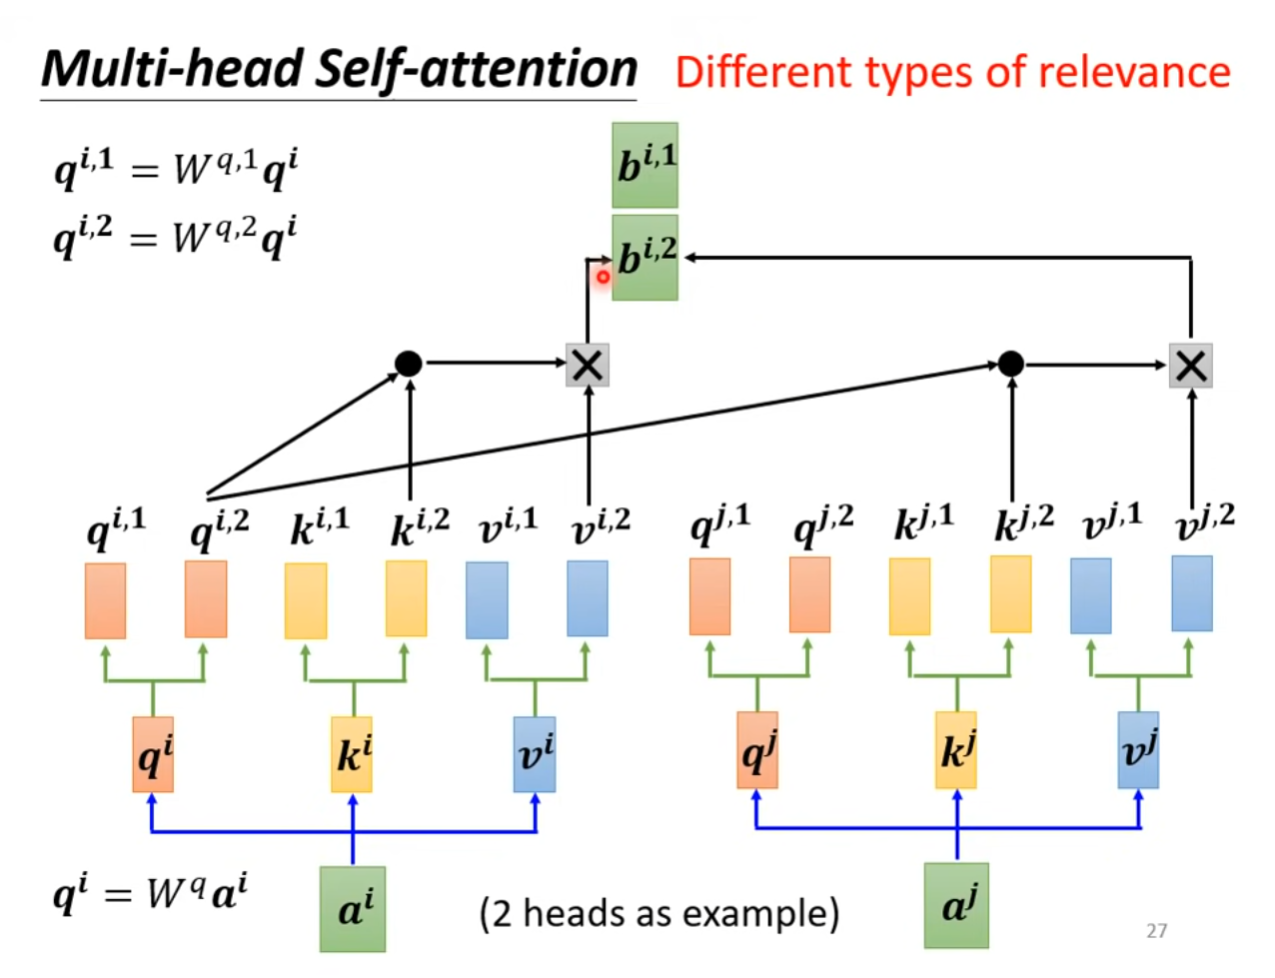 Multi-head Self-attention Different types of relevance
q^{i,1} = W^{q,1}q^i
b^{i,1}
q^{i,2} = W^{q,2}q^i
b^{i,2}
q^{i,1} q^{i,2} k^{i,1} k^{i,2} v^{i,1} v^{i,2} q^{j,1} q^{j,2} k^{j,1} k^{j,2} v^{j,1} v^{j,2}
q^i k^i v^i q^j k^j v^j
q^i = W^q a^i
a^i (2 heads as example) a^j
27